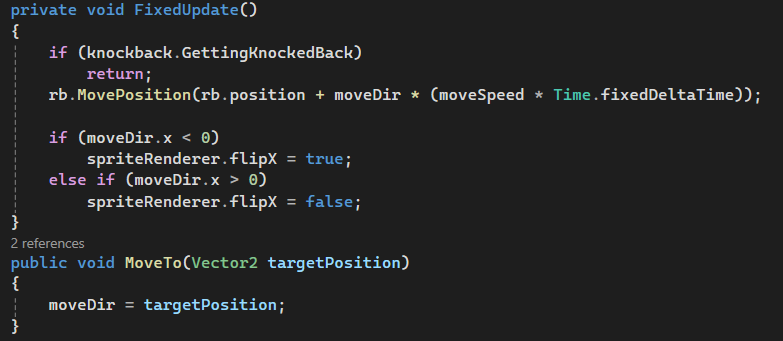 private void FixedUpdate()
{
if (knockback.GettingKnockedBack)
return;
rb.MovePosition(rb.position + moveDir * (moveSpeed * Time.fixedDeltaTime));
if (moveDir.x < 0)
spriteRenderer.flipX = true;
else if (moveDir.x > 0)
spriteRenderer.flipX = false;
}
2 references
public void MoveTo(Vector2 targetPosition)
{
moveDir = targetPosition;
}